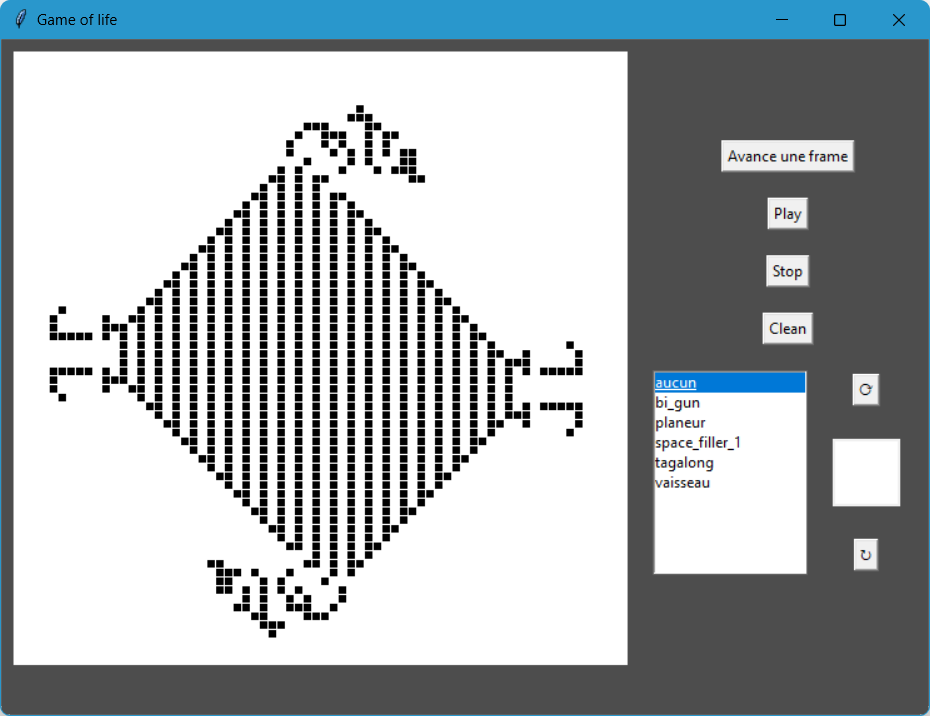 Game of life
Avance une frame
Play
Stop
Clean
aucun
bi_gun
planeur
space_filler_1
tagalong
vaisseau
⟳
↻